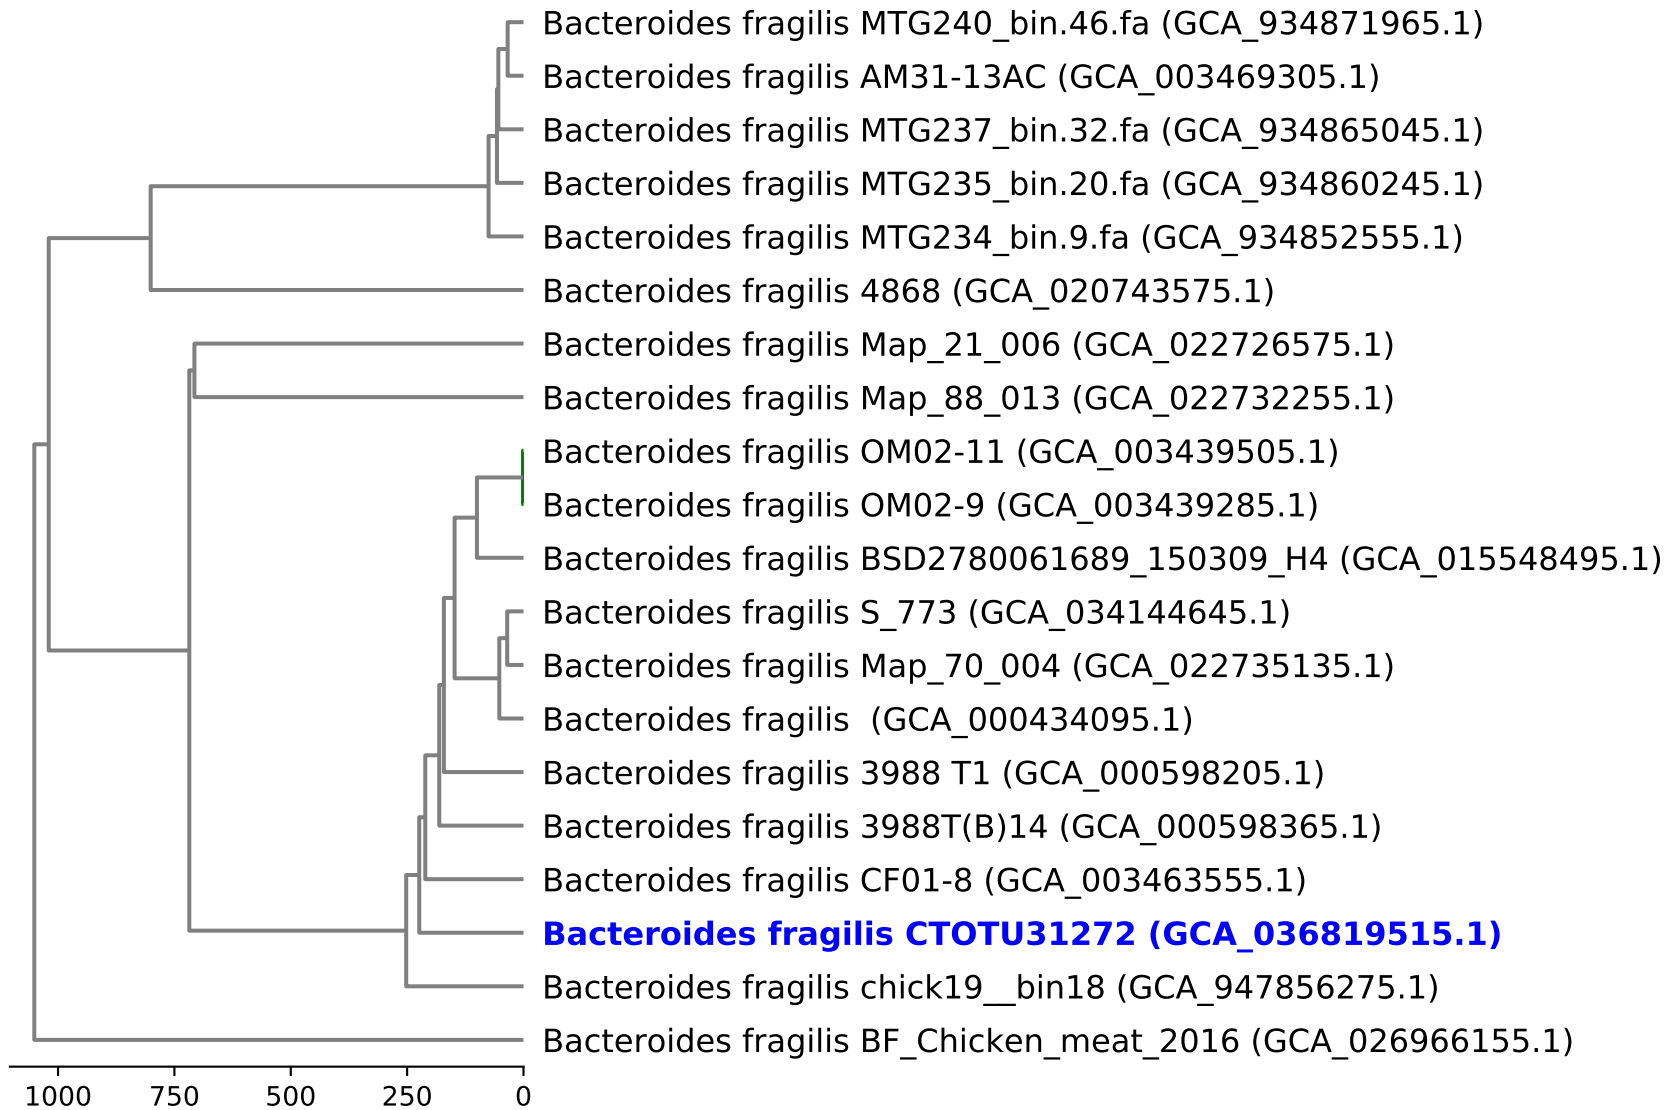 Bacteroides fragilis MTG240_bin.46.fa (GCA_934871965.1)
Bacteroides fragilis AM31-13AC (GCA_003469305.1)
Bacteroides fragilis MTG237_bin.32.fa (GCA_934865045.1)
Bacteroides fragilis MTG235_bin.20.fa (GCA_934860245.1)
Bacteroides fragilis MTG234_bin.9.fa (GCA_934852555.1)
Bacteroides fragilis 4868 (GCA_020743575.1)
Bacteroides fragilis Map_21_006 (GCA_022726575.1)
Bacteroides fragilis Map_88_013 (GCA_022732255.1)
Bacteroides fragilis OM02-11 (GCA_003439505.1)
Bacteroides fragilis OM02-9 (GCA_003439285.1)
Bacteroides fragilis BSD2780061689_150309_H4 (GCA_015548495.1)
Bacteroides fragilis S_773 (GCA_034144645.1)
Bacteroides fragilis Map_70_004 (GCA_022735135.1)
Bacteroides fragilis  (GCA_000434095.1)
Bacteroides fragilis 3988 T1 (GCA_000598205.1)
Bacteroides fragilis 3988T(B)14 (GCA_000598365.1)
Bacteroides fragilis CF01-8 (GCA_003463555.1)
Bacteroides fragilis CTOTU31272 (GCA_036819515.1)
Bacteroides fragilis chick19__bin18 (GCA_947856275.1)
Bacteroides fragilis BF_Chicken_meat_2016 (GCA_026966155.1)
1000 750 500 250 0